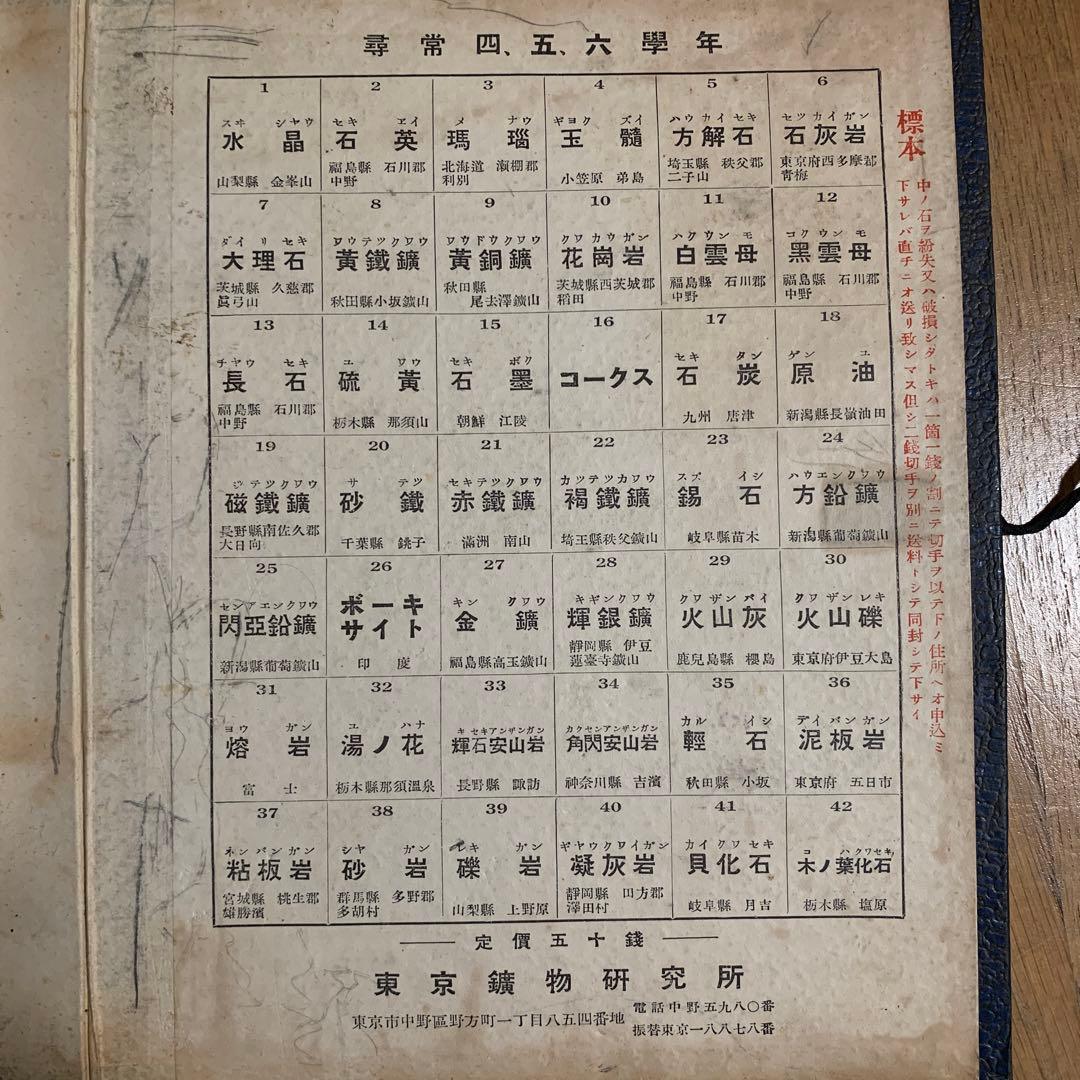 尋常四、五、六學年
1
スヰ シヤウ
水晶
山梨縣 金峯山
2
セキ エイ
石英
福島縣 石川郡
中野
3
メ ナウ
瑪瑙
北海道 瀬棚郡
利別
4
ギヨク ズイ
玉髓
小笠原 弟島
5
ハウ カイ セキ
方解石
埼玉縣 秩父郡
二子山
6
セツ カイ ガン
石灰岩
東京府西多摩郡
青梅
7
ダイ リ セキ
大理石
茨城縣 久慈郡
眞弓山
8
ワウテツクワウ
黃鐵鑛
秋田縣小坂鑛山
9
ワウドウクワウ
黃銅鑛
秋田縣
尾去澤鑛山
10
クワ カウ ガン
花崗岩
茨城縣西茨城郡
稻田
11
ハクウン モ
白雲母
福島縣 石川郡
中野
12
コクウン モ
黑雲母
福島縣 石川郡
中野
13
チヤウ セキ
長石
福島縣 石川郡
中野
14
ユ ワウ
硫黃
栃木縣 那須山
15
セキ ボク
石墨
朝鮮 江陵
16
コークス
17
セキ タン
石炭
九州 唐津
18
ゲン ユ
原油
新潟縣長嶺油田
19
ジテツクワウ
磁鐵鑛
長野縣南佐久郡
大日向
20
サ テツ
砂鐵
千葉縣 銚子
21
セキテツクワウ
赤鐵鑛
滿洲 南山
22
カツテツカワウ
褐鐵鑛
埼玉縣秩父鑛山
23
スズ イシ
錫石
岐阜縣苗木
24
ハウエンクワウ
方鉛鑛
新潟縣葡萄鑛山
25
センアエンクワウ
閃亞鉛鑛
新潟縣葡萄鑛山
26
ボーキ
サイト
印度
27
キン クワウ
金鑛
福島縣高玉鑛山
28
キギンクワウ
輝銀鑛
靜岡縣 伊豆
蓮臺寺鑛山
29
クワ ザン バイ
火山灰
鹿兒島縣 櫻島
30
クワ ザン レキ
火山礫
東京府伊豆大島
31
ヨウ ガン
熔岩
富士
32
ユ ハナ
湯ノ花
栃木縣那須溫泉
33
キ セキアンザンガン
輝石安山岩
長野縣 諏訪
34
カクセンアンザンガン
角閃安山岩
神奈川縣 吉濱
35
カル イシ
輕石
秋田縣 小坂
36
デイ バン ガン
泥板岩
東京府 五日市
37
ネン バン ガン
粘板岩
宮城縣 桃生郡
雄勝濱
38
シヤ ガン
砂岩
群馬縣 多野郡
多胡村
39
レキ ガン
礫岩
山梨縣 上野原
40
ギヤウクワイガン
凝灰岩
靜岡縣 田方郡
澤田村
41
カイクワ セキ
貝化石
岐阜縣 月吉
42
コ ハクワセキ
木ノ葉化石
栃木縣 塩原
標本
中ノ石ヲ紛失又ハ破損シタトキハ一箇一錢ノ割ニテ切手ヲ以テ下ノ住所ヘオ申込ミ
下サレバ直チニオ送リ致シマス但シ二錢切手ヲ別ニ送料トシテ同封シテ下サイ
定價五十錢
東京鑛物硏究所
東京市中野區野方町一丁目八五四番地
電話中野五九八〇番
振替東京一八八七八番